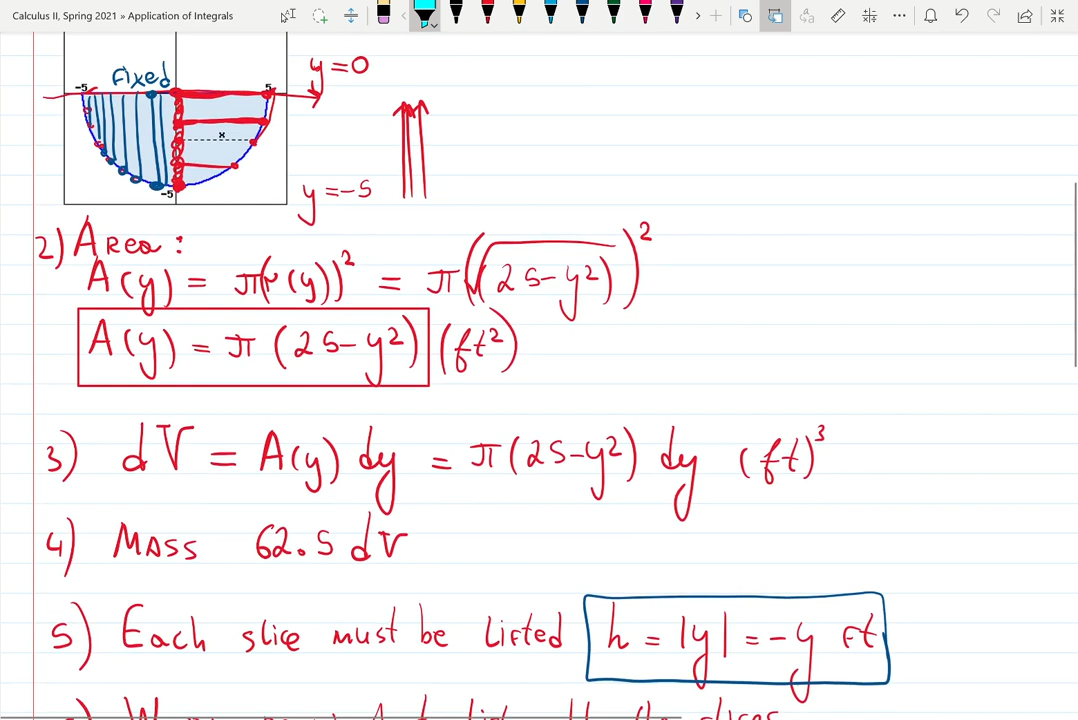 Calculus II, Spring 2021 » Application of Integrals
Fixed
y = 0
-5
5
x
y = -5
-5
2) Area:
A(y) = π(r(y))² = π(√(25-y²))²
A(y) = π(25-y²) (ft²)
3) dV = A(y) dy = π(25-y²) dy (ft)³
4) MASS 62.5 dV
5) Each slice must be lifted h = |y| = -y ft